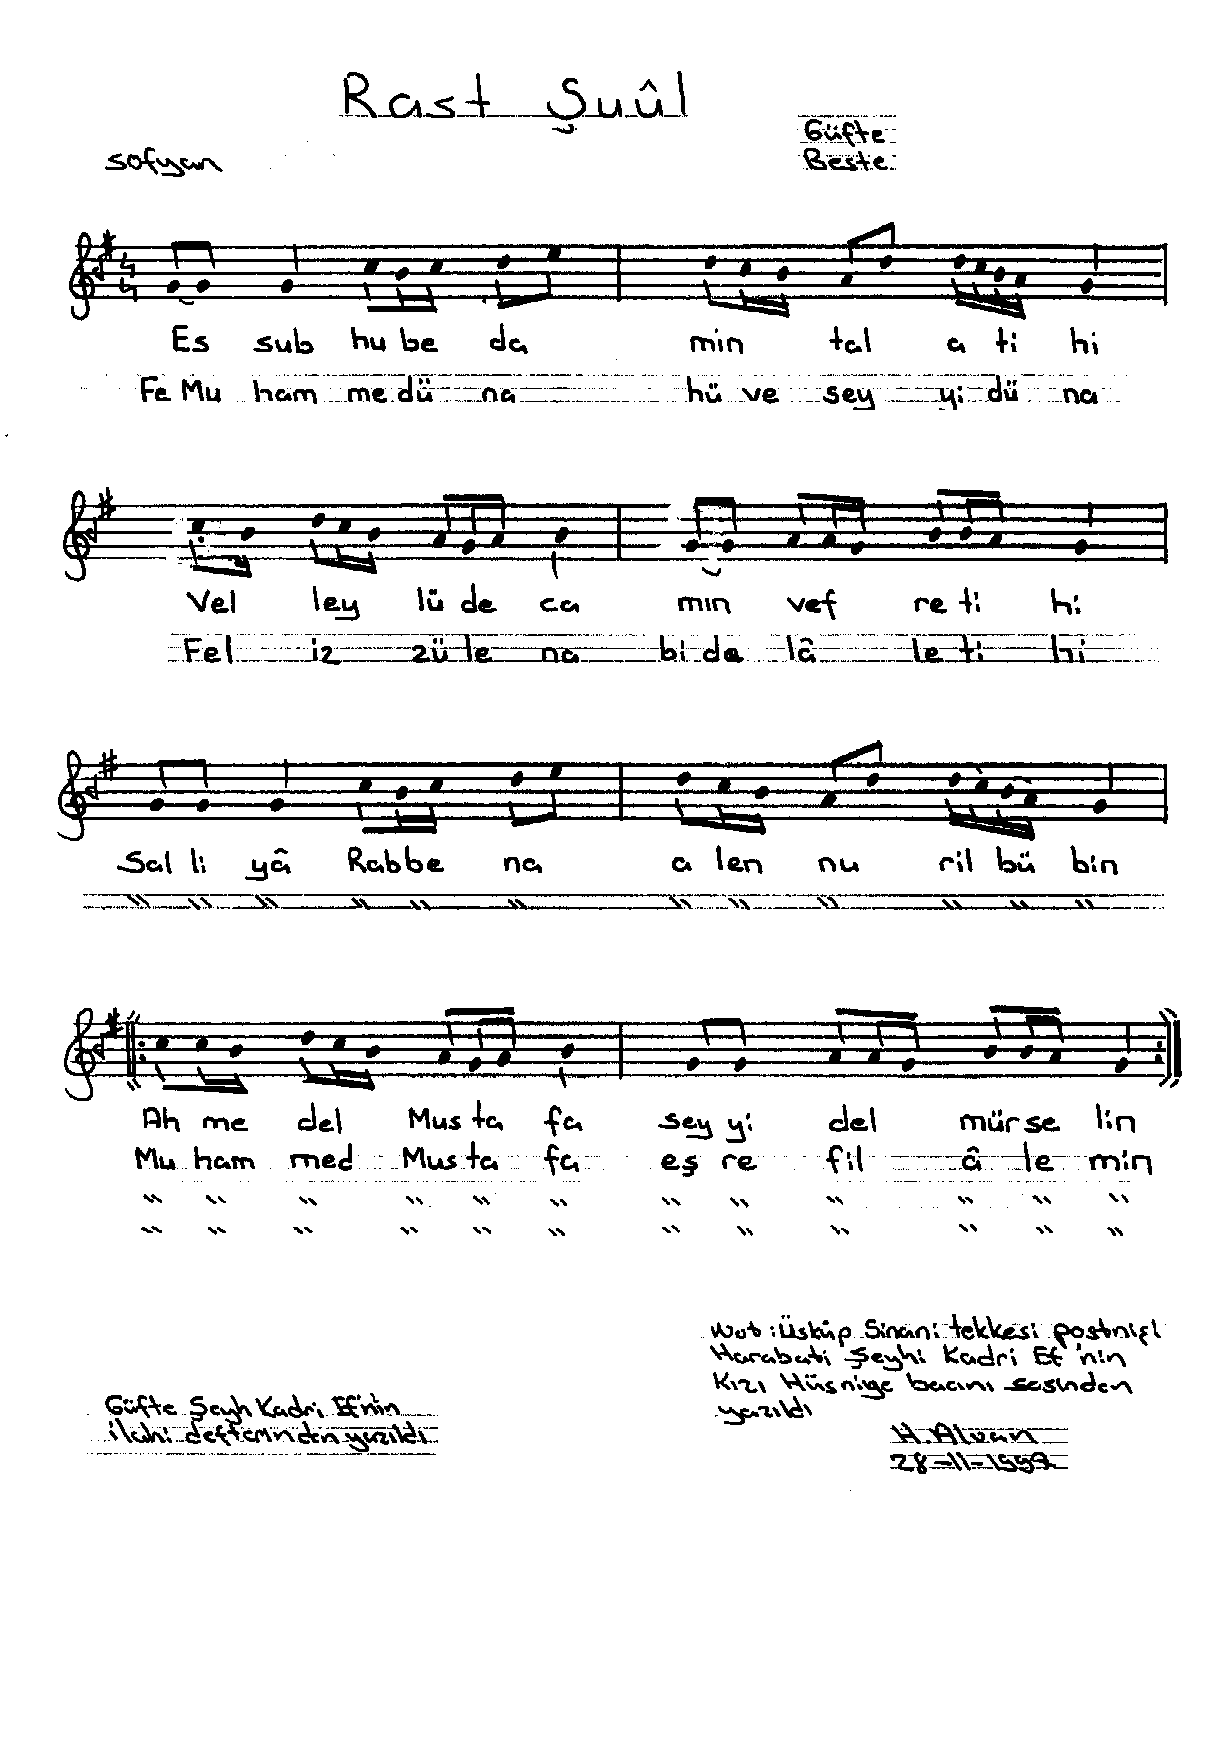 Rast Şuûl
Güfte
Sofyan
Beste
4
4
Es sub hu be da min tal a ti hi
Fe Mu ham me dü na hü ve sey yi dü na
Vel ley lü de ca min vef re ti hi
Fel iz zü le na bi de lâ le ti hi
Sal li yâ Rabbe na a len nu ril bü bin
" " " " " " " " " " " "
Ah me del Mus ta fa sey yi del mür se lin
Mu ham med Mus ta fa eş re fil â le min
" " " " " " " " " " " "
" " " " " " " " " " " "
Not : Üsküp Sinani tekkesi postnişi
Harabati Şeyhi Kadri Ef'nin
Kızı Hüsniye bacını sesinden
yazıldı
Güfte Şeyh Kadri Ef'nin
ilahi defterinden yazıldı
H. Alvan
28-11-199